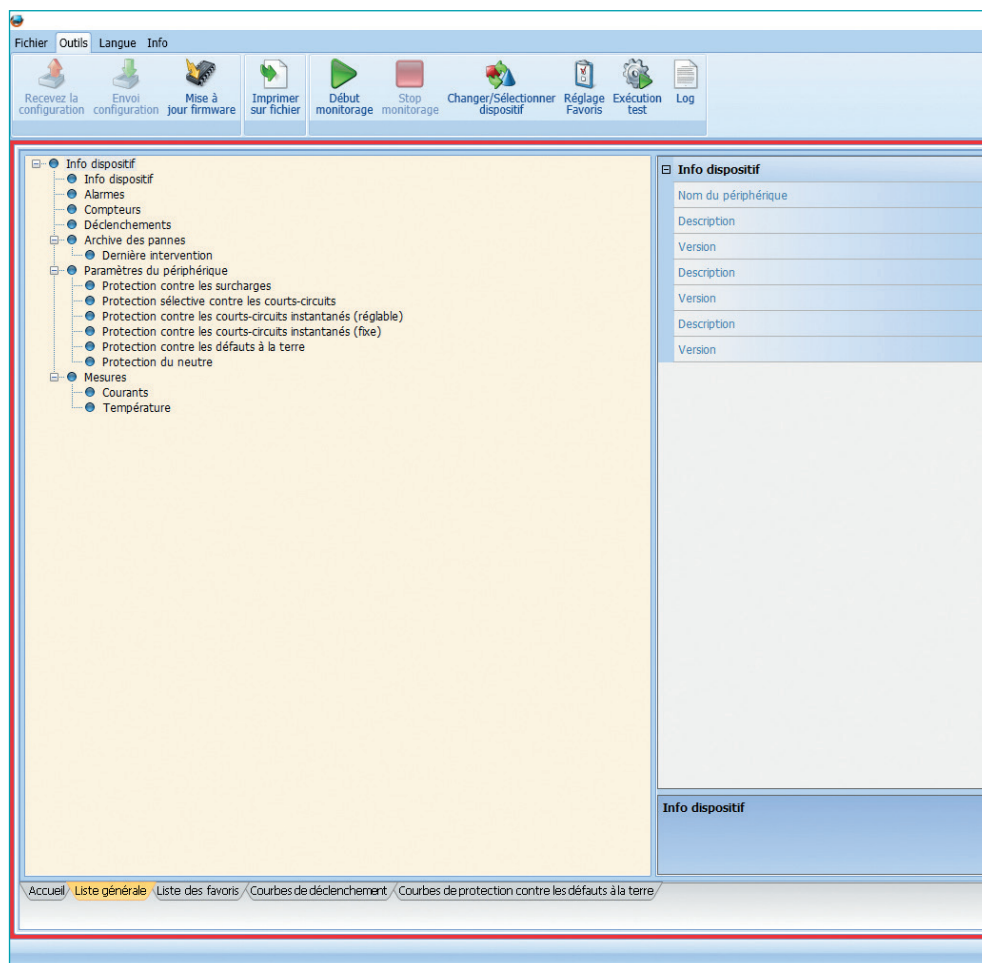 Fichier Outils Langue Info
Recevez la configuration
Envoi configuration
Mise à jour firmware
Imprimer sur fichier
Début monitorage
Stop monitorage
Changer/Sélectionner dispositif
Réglage Favoris
Exécution test
Log
Info dispositif
Info dispositif
Alarmes
Compteurs
Déclenchements
Archive des pannes
Dernière intervention
Paramètres du périphérique
Protection contre les surcharges
Protection sélective contre les courts-circuits
Protection contre les courts-circuits instantanés (réglable)
Protection contre les courts-circuits instantanés (fixe)
Protection contre les défauts à la terre
Protection du neutre
Mesures
Courants
Température
Info dispositif
Nom du périphérique
Description
Version
Description
Version
Description
Version
Info dispositif
Accueil Liste générale Liste des favoris Courbes de déclenchement Courbes de protection contre les défauts à la terre